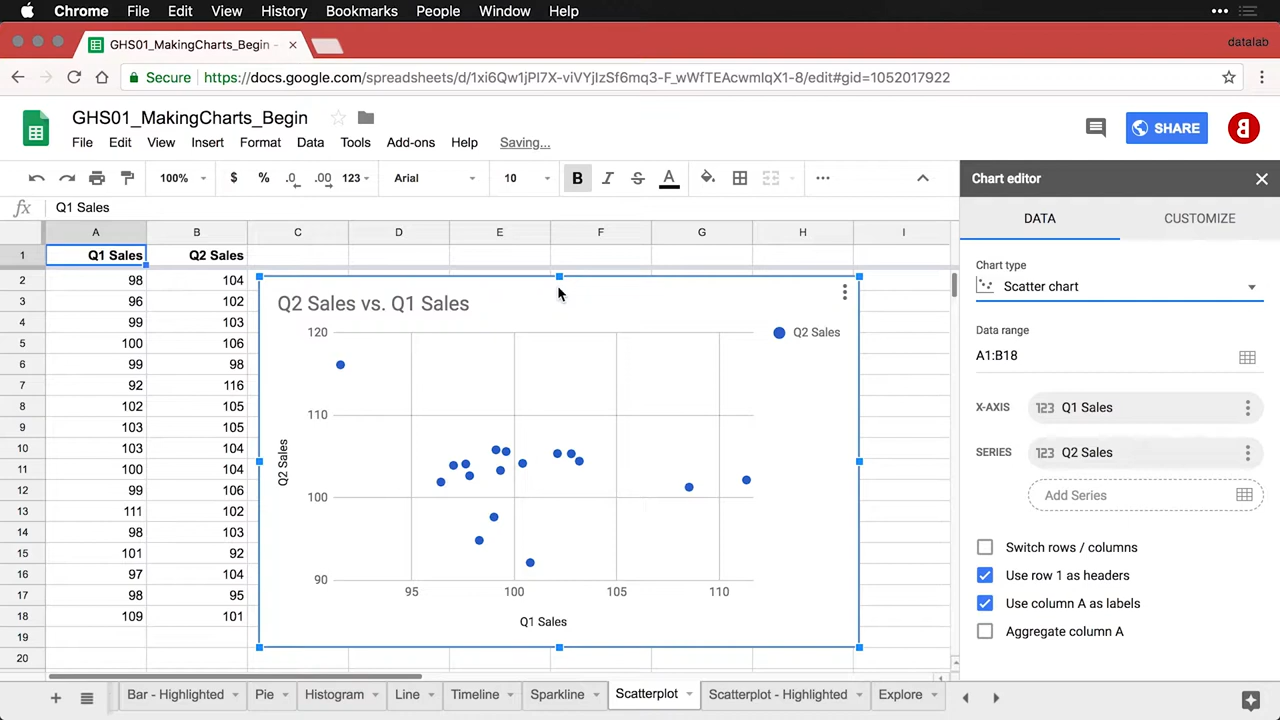 Chrome File Edit View History Bookmarks People Window Help
GHS01_MakingCharts_Begin -
datalab
Secure https://docs.google.com/spreadsheets/d/1xi6Qw1jPI7X-viVYjIzSf6mq3-F_wWfTEAcwmIqX1-8/edit#gid=1052017922
GHS01_MakingCharts_Begin
File Edit View Insert Format Data Tools Add-ons Help Saving...
SHARE
100% $ % .0 .00 123 Arial 10 B I S A
fx Q1 Sales
A B C D E F G H I
1 Q1 Sales Q2 Sales
2 98 104
3 96 102
4 99 103
5 100 106
6 99 98
7 92 116
8 102 105
9 103 105
10 103 104
11 100 104
12 99 106
13 111 102
14 98 103
15 101 92
16 97 104
17 98 95
18 109 101
19
20
Q2 Sales vs. Q1 Sales
Q2 Sales
120
110
100
90
Q2 Sales
95 100 105 110
Q1 Sales
Chart editor
DATA CUSTOMIZE
Chart type
Scatter chart
Data range
A1:B18
X-AXIS 123 Q1 Sales
SERIES 123 Q2 Sales
Add Series
Switch rows / columns
Use row 1 as headers
Use column A as labels
Aggregate column A
Bar - Highlighted Pie Histogram Line Timeline Sparkline Scatterplot Scatterplot - Highlighted Explore